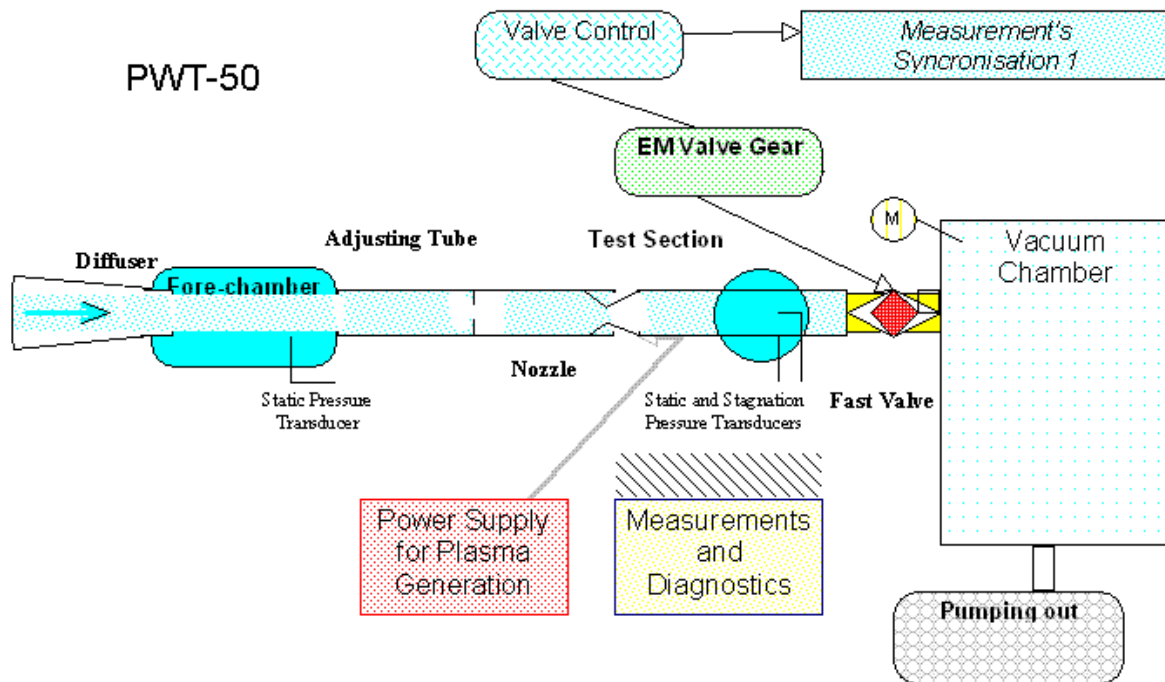 Valve Control
Measurement's
Syncronisation 1
PWT-50
EM Valve Gear
M
Vacuum
Chamber
Adjusting Tube
Test Section
Diffuser
Fore-chamber
Nozzle
Static Pressure
Transducer
Static and Stagnation
Pressure Transducers
Fast Valve
Power Supply
for Plasma
Generation
Measurements
and
Diagnostics
Pumping out